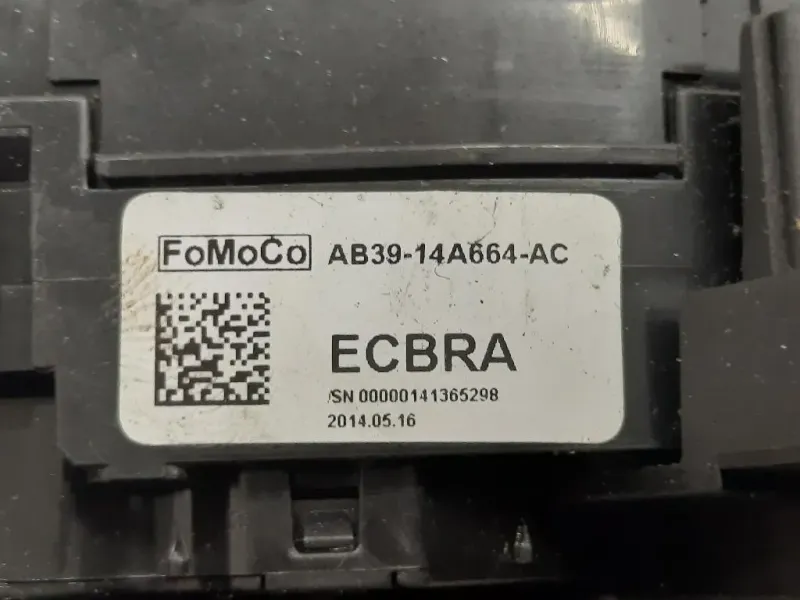 FoMoCo AB39-14A664-AC
ECBRA
/SN 00000141365298
2014.05.16